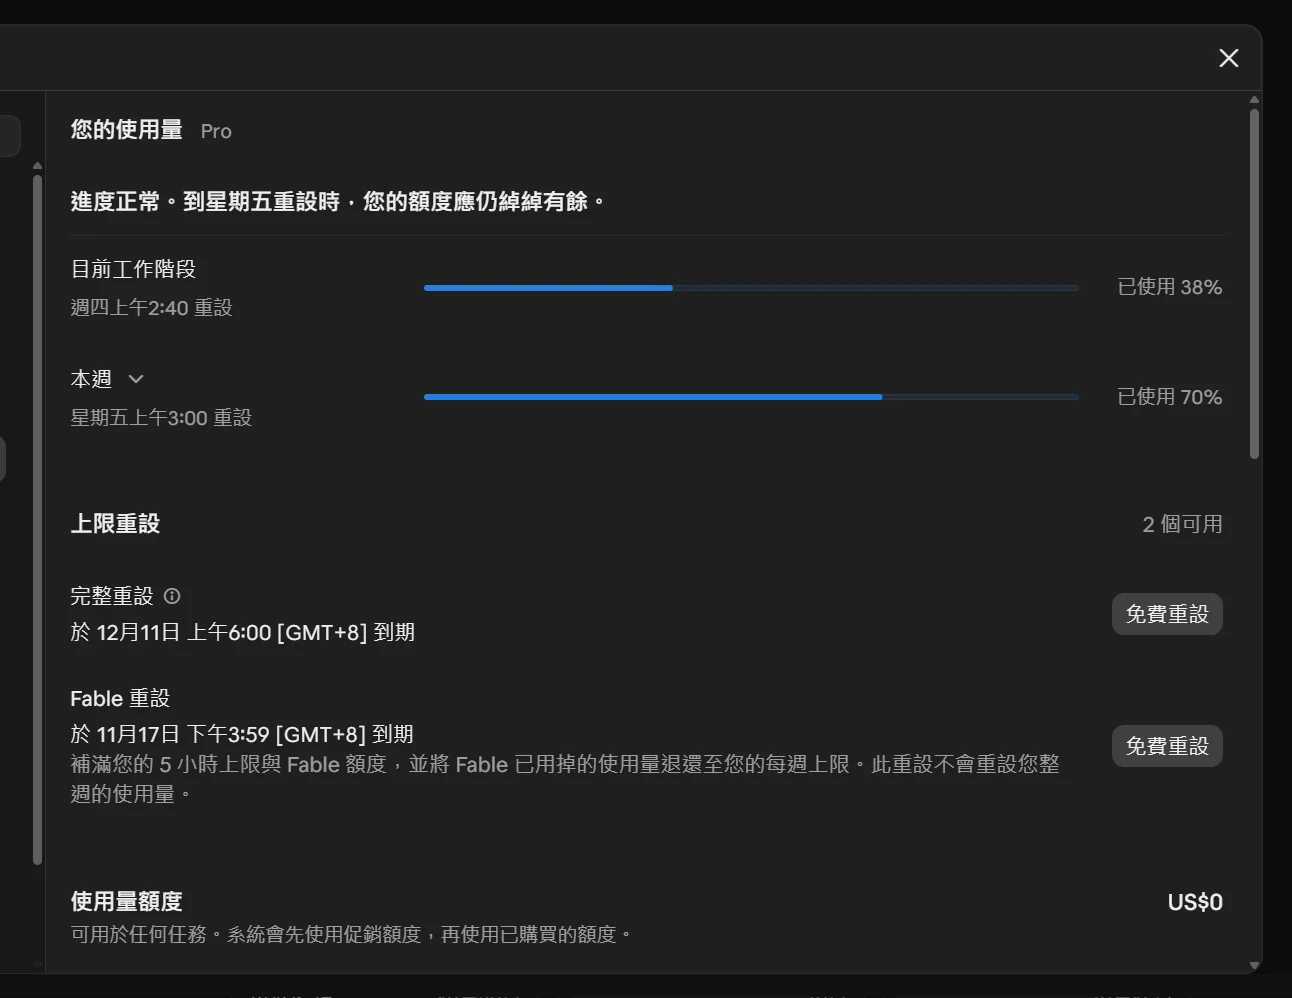 您的使用量 Pro
進度正常。到星期五重設時，您的額度應仍綽綽有餘。
目前工作階段
週四上午2:40 重設
已使用 38%
本週
星期五上午3:00 重設
已使用 70%
上限重設
2 個可用
完整重設
於 12月11日 上午6:00 [GMT+8] 到期
免費重設
Fable 重設
於 11月17日 下午3:59 [GMT+8] 到期
補滿您的 5 小時上限與 Fable 額度，並將 Fable 已用掉的使用量退還至您的每週上限。此重設不會重設您整
週的使用量。
免費重設
使用量額度
US$0
可用於任何任務。系統會先使用促銷額度，再使用已購買的額度。